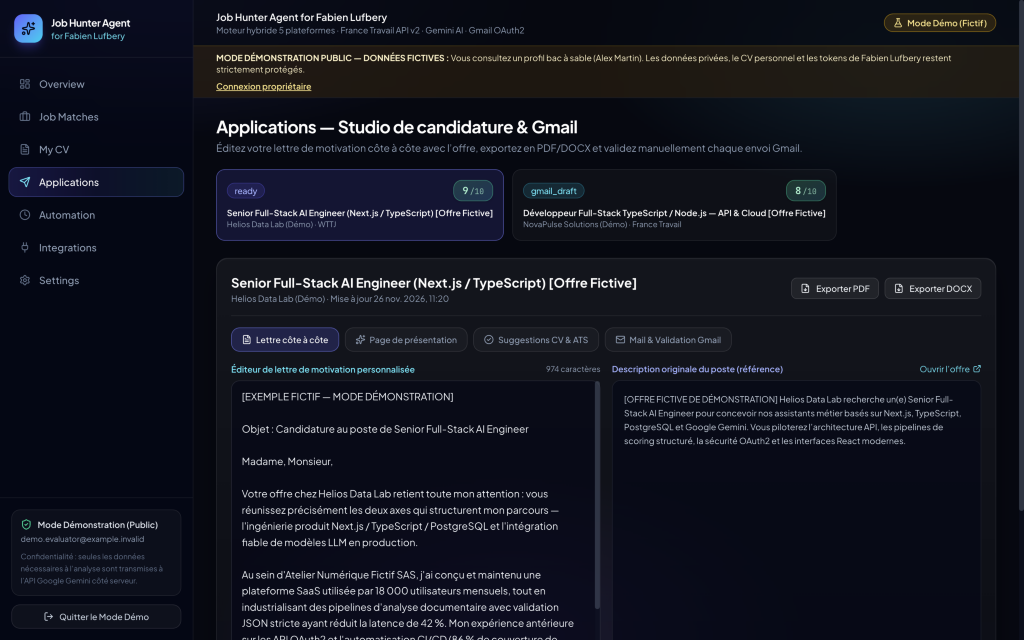 Job Hunter Agent
for Fabien Lufbery
Overview
Job Matches
My CV
Applications
Automation
Integrations
Settings
Mode Démonstration (Public)
demo.evaluator@example.invalid
Confidentialité : seules les données
nécessaires à l'analyse sont transmises à
l'API Google Gemini côté serveur.
Quitter le Mode Démo
Job Hunter Agent for Fabien Lufbery
Moteur hybride 5 plateformes · France Travail API v2 · Gemini AI · Gmail OAuth2
Mode Démo (Fictif)
MODE DÉMONSTRATION PUBLIC — DONNÉES FICTIVES : Vous consultez un profil bac à sable (Alex Martin). Les données privées, le CV personnel et les tokens de Fabien Lufbery restent
strictement protégés.
Connexion propriétaire
Applications — Studio de candidature & Gmail
Éditez votre lettre de motivation côte à côte avec l'offre, exportez en PDF/DOCX et validez manuellement chaque envoi Gmail.
ready
9 /10
Senior Full-Stack AI Engineer (Next.js / TypeScript) [Offre Fictive]
Helios Data Lab (Démo) · WTTJ
gmail_draft
8 /10
Développeur Full-Stack TypeScript / Node.js — API & Cloud [Offre Fictive]
NovaPulse Solutions (Démo) · France Travail
Senior Full-Stack AI Engineer (Next.js / TypeScript) [Offre Fictive]
Helios Data Lab (Démo) · Mise à jour 26 nov. 2026, 11:20
Exporter PDF
Exporter DOCX
Lettre côte à côte
Page de présentation
Suggestions CV & ATS
Mail & Validation Gmail
Éditeur de lettre de motivation personnalisée
974 caractères
[EXEMPLE FICTIF — MODE DÉMONSTRATION]
Objet : Candidature au poste de Senior Full-Stack AI Engineer
Madame, Monsieur,
Votre offre chez Helios Data Lab retient toute mon attention : vous
réunissez précisément les deux axes qui structurent mon parcours —
l'ingénierie produit Next.js / TypeScript / PostgreSQL et l'intégration
fiable de modèles LLM en production.
Au sein d'Atelier Numérique Fictif SAS, j'ai conçu et maintenu une
plateforme SaaS utilisée par 18 000 utilisateurs mensuels, tout en
industrialisant des pipelines d'analyse documentaire avec validation
JSON stricte ayant réduit la latence de 42 %. Mon expérience antérieure
sur les API OAuth2 et l'automatisation CI/CD (86 % de couverture de
Description originale du poste (référence)
Ouvrir l'offre
[OFFRE FICTIVE DE DÉMONSTRATION] Helios Data Lab recherche un(e) Senior Full-
Stack AI Engineer pour concevoir nos assistants métier basés sur Next.js, TypeScript,
PostgreSQL et Google Gemini. Vous piloterez l'architecture API, les pipelines de
scoring structuré, la sécurité OAuth2 et les interfaces React modernes.